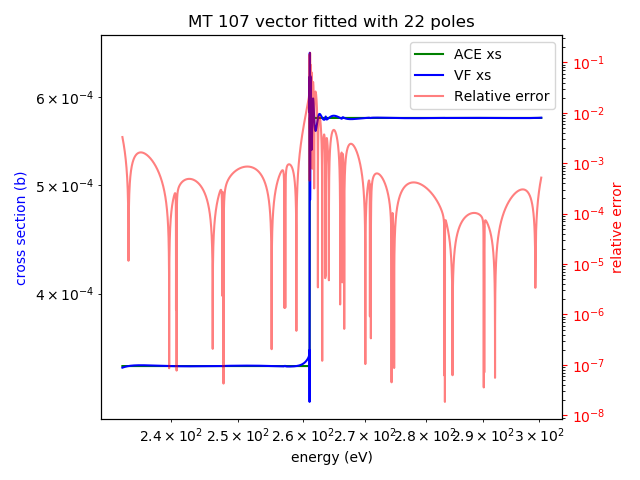 MT 107 vector fitted with 22 poles
ACE xs
VF xs
Relative error
cross section (b)
6 × 10⁻⁴
5 × 10⁻⁴
4 × 10⁻⁴
10⁻¹
10⁻²
10⁻³
10⁻⁴
10⁻⁵
10⁻⁶
10⁻⁷
10⁻⁸
relative error
2.4 × 10² 2.5 × 10² 2.6 × 10² 2.7 × 10² 2.8 × 10² 2.9 × 10² 3 × 10²
energy (eV)